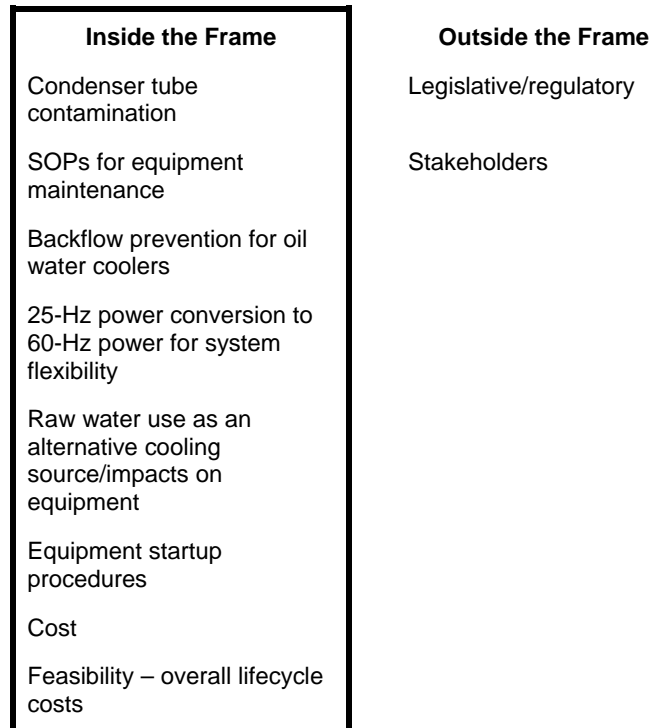 Inside the Frame
Outside the Frame
Condenser tube
contamination
Legislative/regulatory
SOPs for equipment
maintenance
Stakeholders
Backflow prevention for oil
water coolers
25-Hz power conversion to
60-Hz power for system
flexibility
Raw water use as an
alternative cooling
source/impacts on
equipment
Equipment startup
procedures
Cost
Feasibility – overall lifecycle
costs